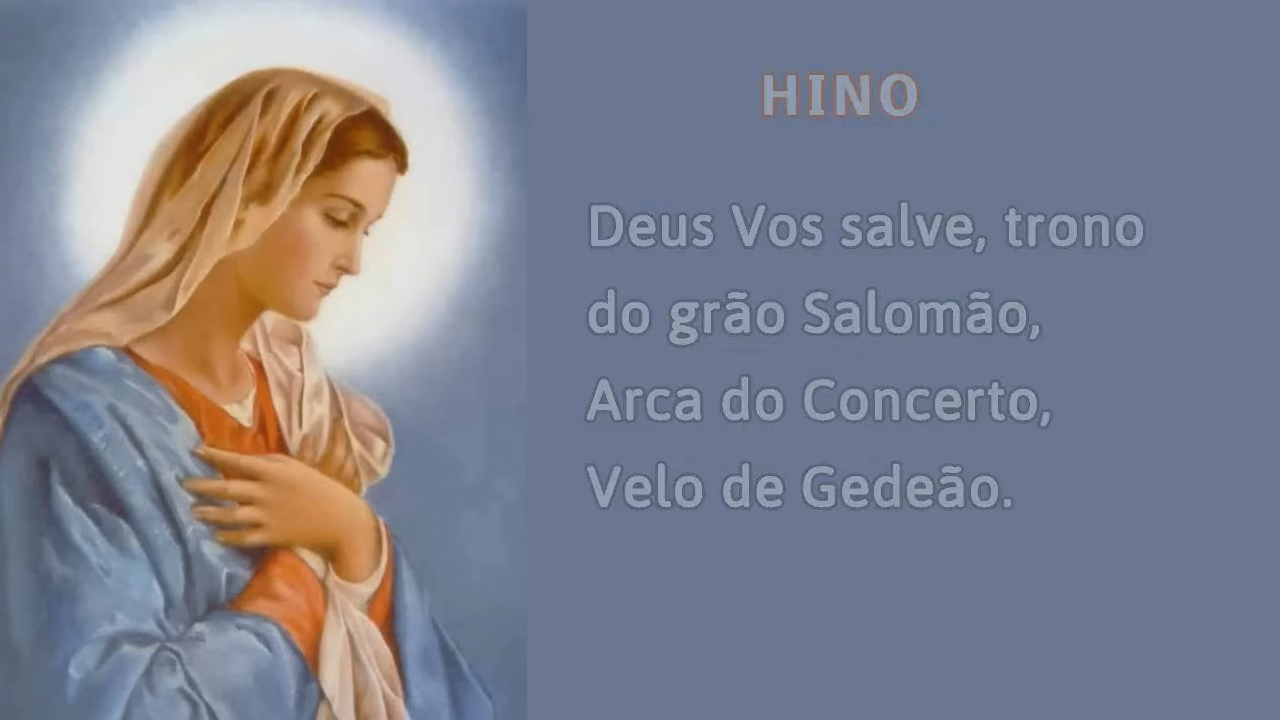 HINO
Deus Vos salve, trono
do grão Salomão,
Arca do Concerto,
Velo de Gedeão.